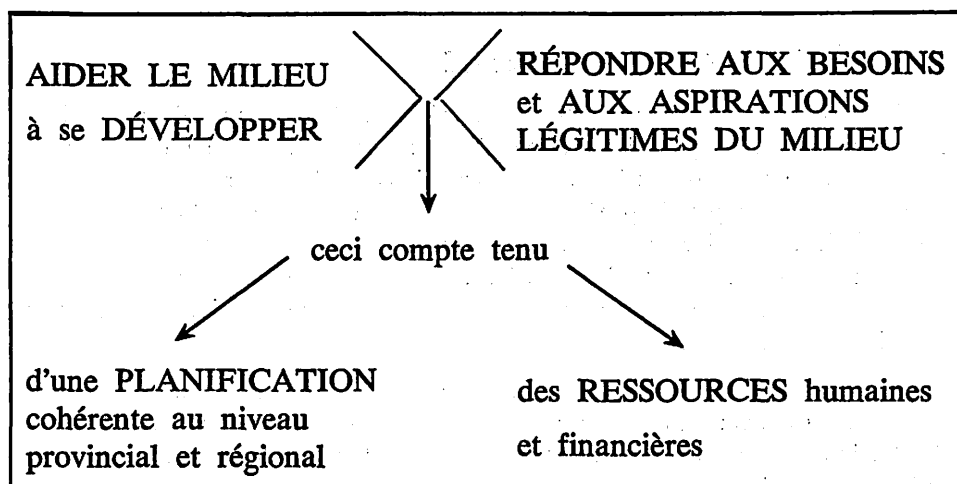 AIDER LE MILIEU
à se DÉVELOPPER
RÉPONDRE AUX BESOINS
et AUX ASPIRATIONS
LÉGITIMES DU MILIEU
ceci compte tenu
d'une PLANIFICATION
cohérente au niveau
provincial et régional
des RESSOURCES humaines
et financières